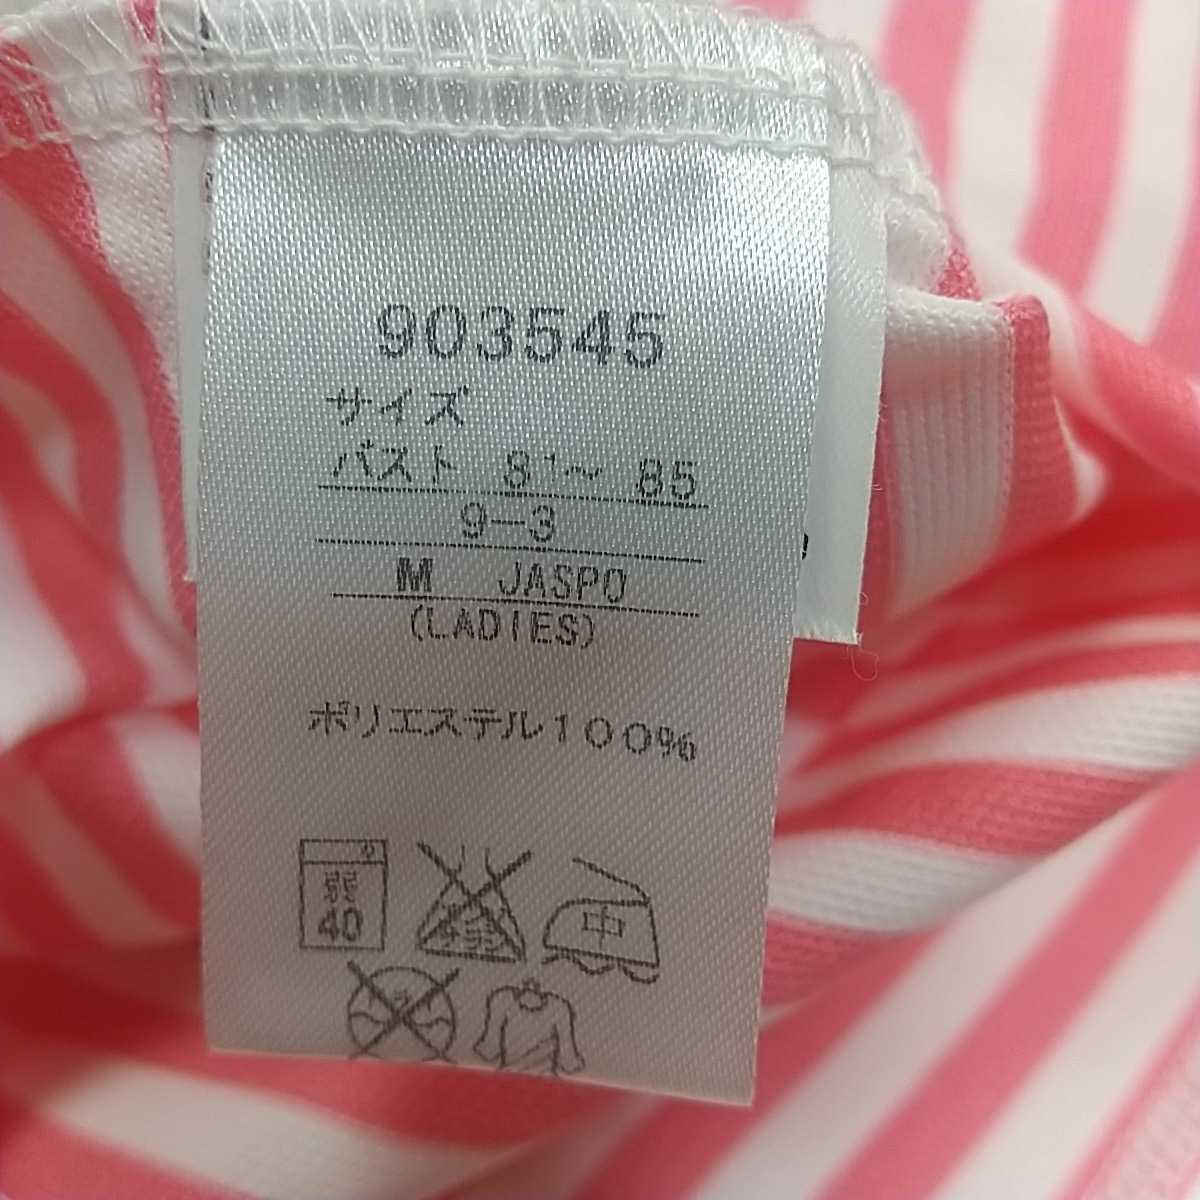 903545
サイズ
バスト 81〜 85
9-3
M JASPO
(LADIES)
ポリエステル100%
弱
40
中